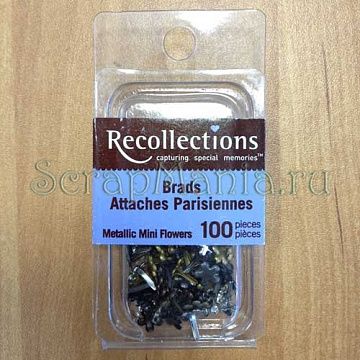 Recollections
capturing special memories™
ScrapMania.ru
Brads
Attaches Parisiennes
Metallic Mini Flowers 100 pieces
pièces